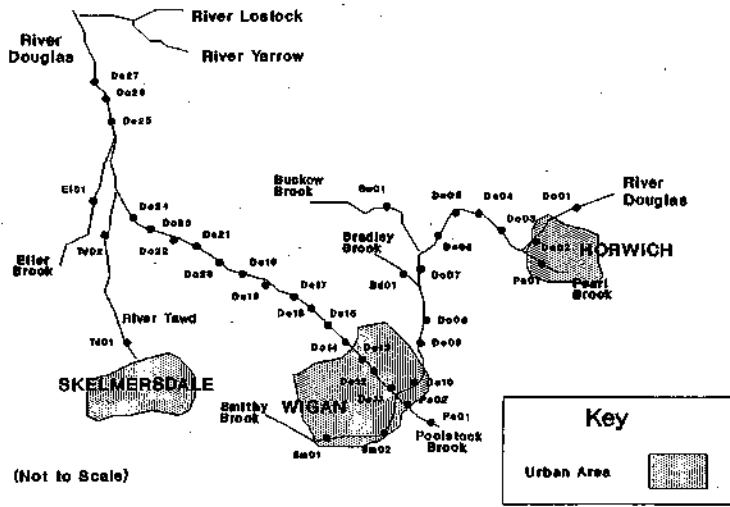 River Lostock
River
Douglas
River Yarrow
Do27
Do26
Do25
El01
Buckow
Brook
Bu01
Do05
Do04
Do01
River
Douglas
Do03
Do24
Do23
Bradley
Brook
Do06
Do02
HORWICH
Do22
Do21
Eller
Brook
Td02
Do20
Do19
Bd01
Do07
Pe01
Pearl
Brook
Do18
Do17
River Tawd
Do16
Do15
Do08
Td01
Do14
Do13
Do09
SKELMERSDALE
Do12
Do10
Smithy
Brook
WIGAN
Do11
Po02
Po01
Poolstock
Brook
Sm01
Sm02
Key
Urban Area
(Not to Scale)